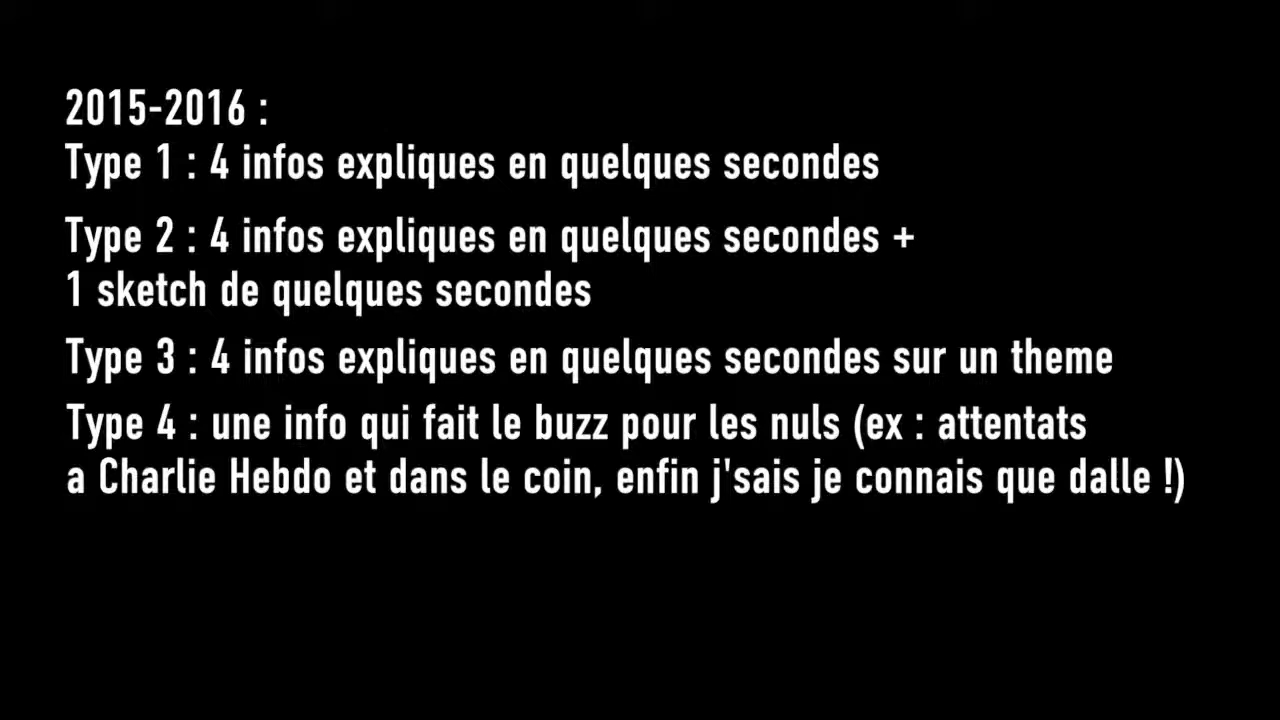 2015-2016 :
Type 1 : 4 infos expliques en quelques secondes
Type 2 : 4 infos expliques en quelques secondes +
1 sketch de quelques secondes
Type 3 : 4 infos expliques en quelques secondes sur un theme
Type 4 : une info qui fait le buzz pour les nuls (ex : attentats
a Charlie Hebdo et dans le coin, enfin j'sais je connais que dalle !)